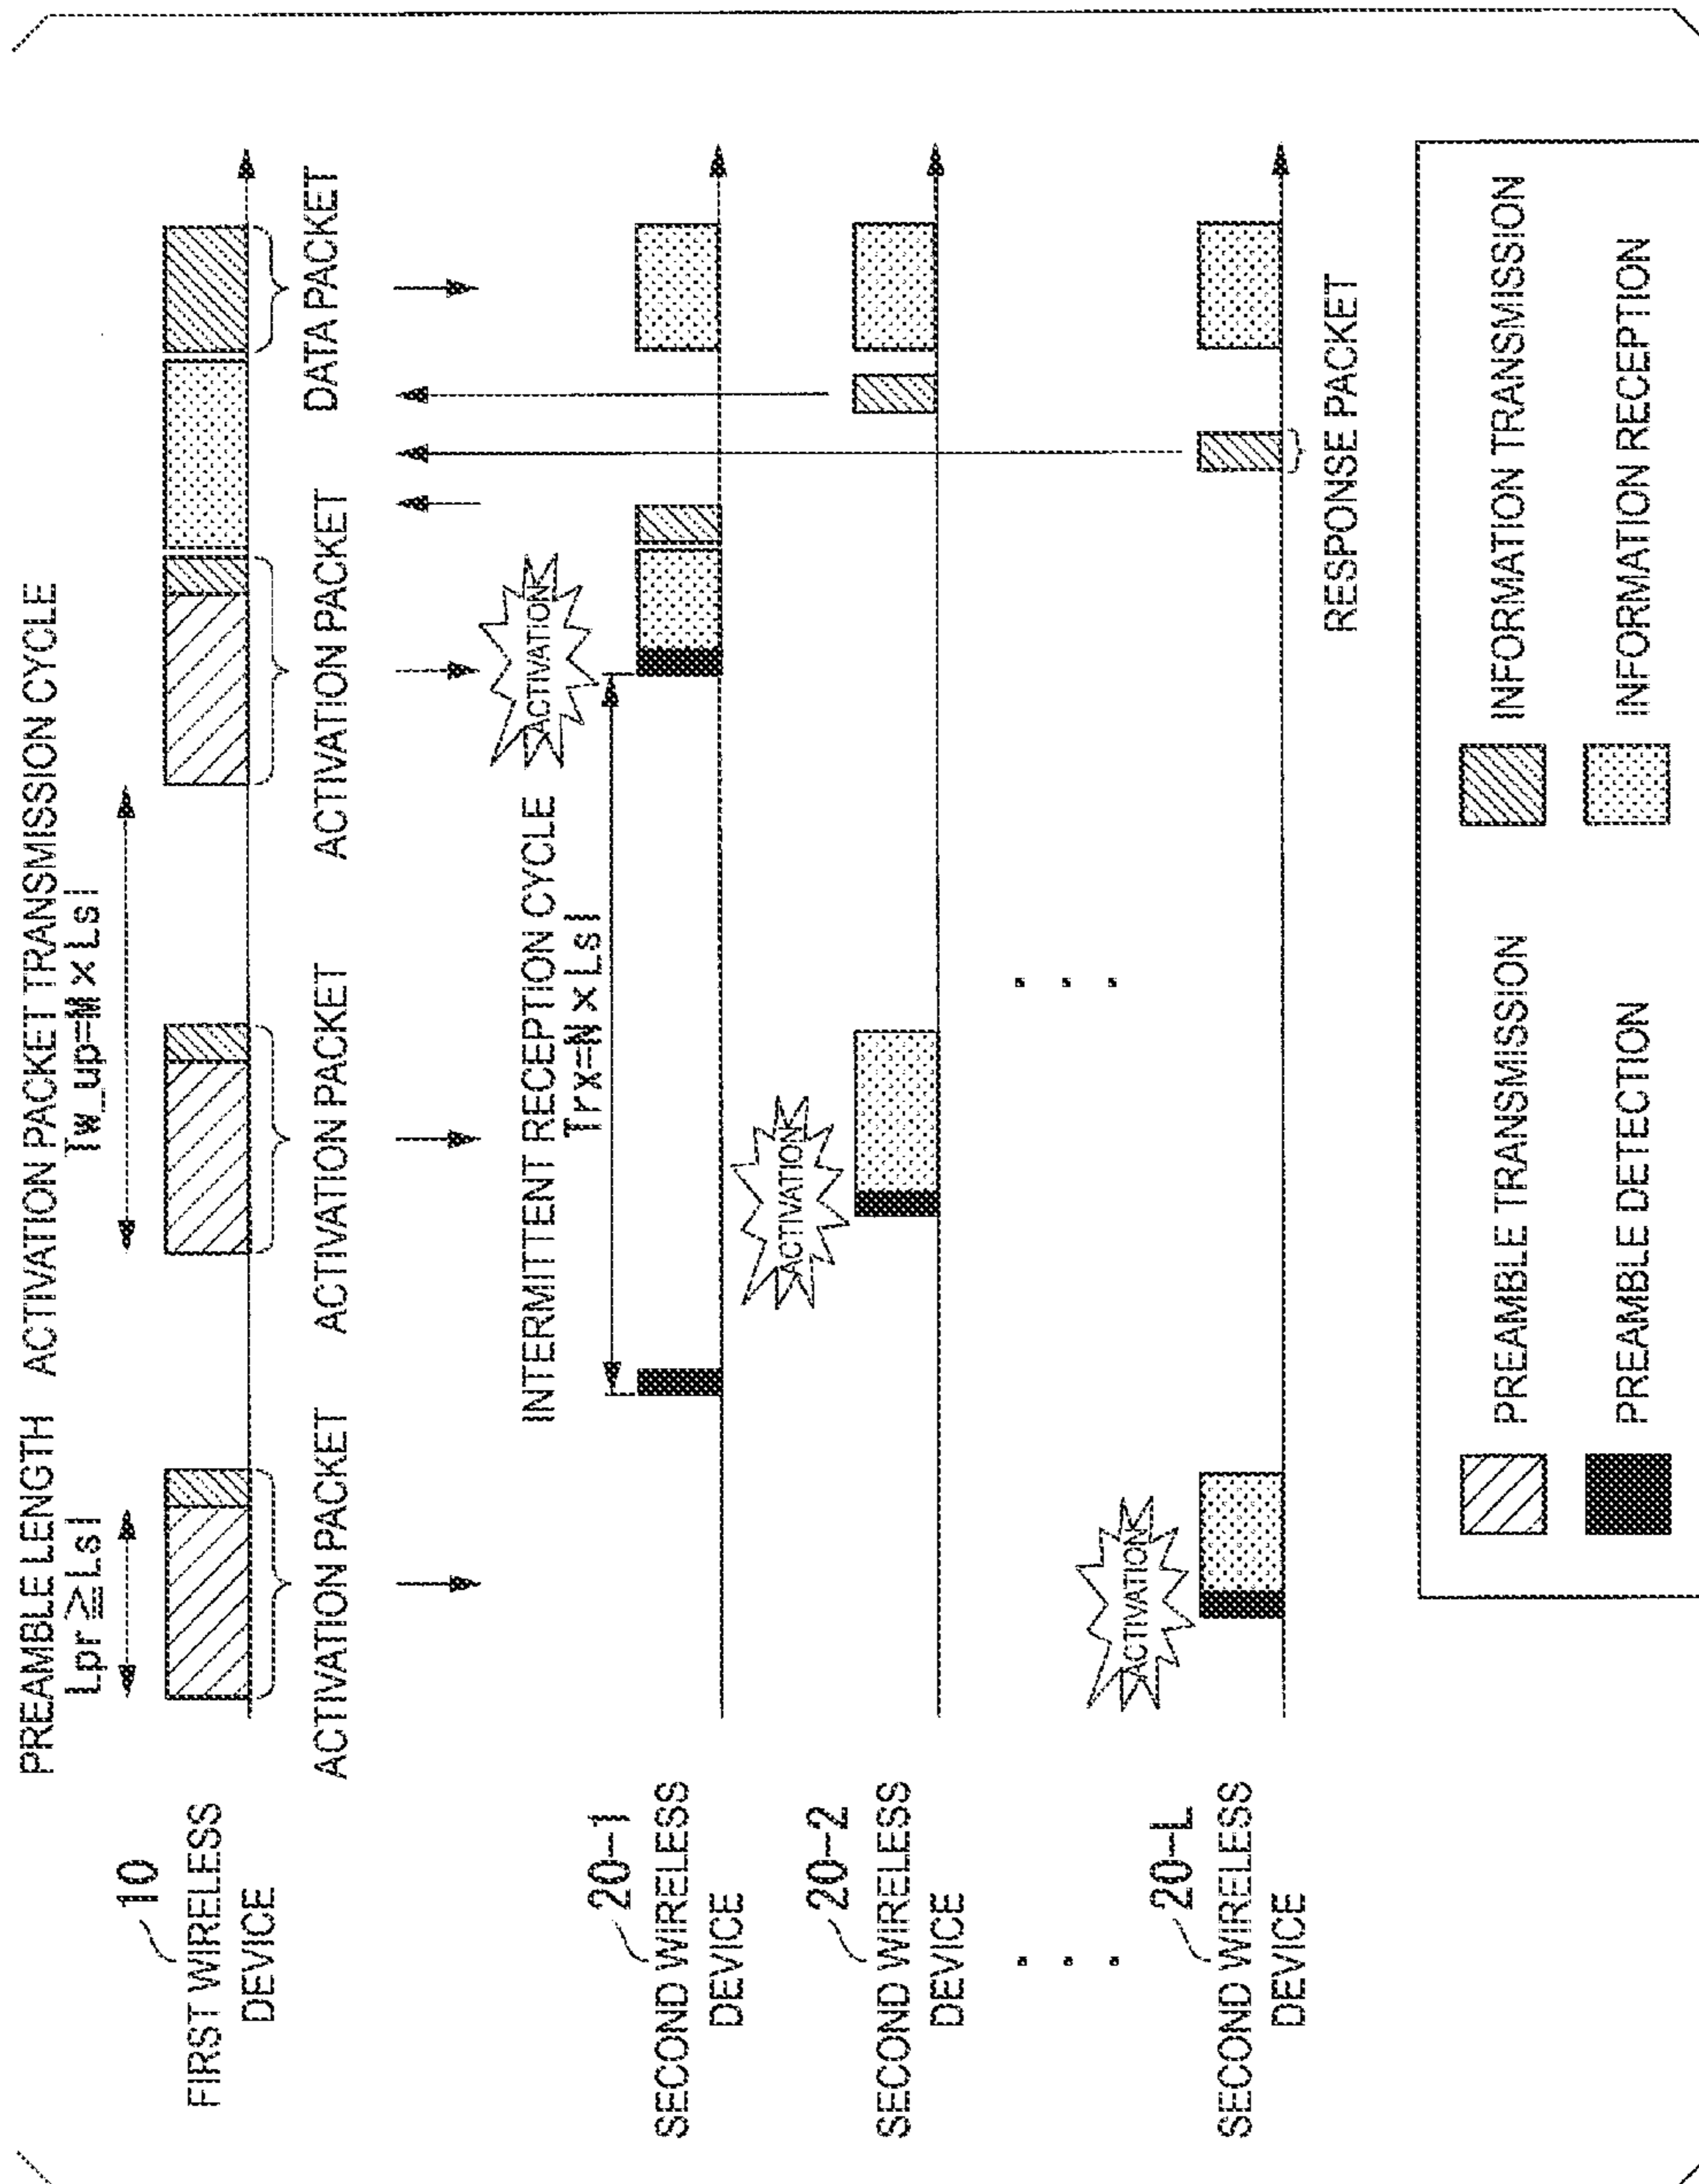 PREAMBLE LENGTH
Lpr≧Lsl
ACTIVATION PACKET TRANSMISSION CYCLE
Tw_up=M×Lsl
10
FIRST WIRELESS
DEVICE
ACTIVATION PACKET
ACTIVATION PACKET
ACTIVATION PACKET
DATA PACKET
INTERMITTENT RECEPTION CYCLE
Trx=N×Lsl
ACTIVATION
20-1
SECOND WIRELESS
DEVICE
ACTIVATION
20-2
SECOND WIRELESS
DEVICE
ACTIVATION
20-L
SECOND WIRELESS
DEVICE
RESPONSE PACKET
PREAMBLE TRANSMISSION
INFORMATION TRANSMISSION
PREAMBLE DETECTION
INFORMATION RECEPTION